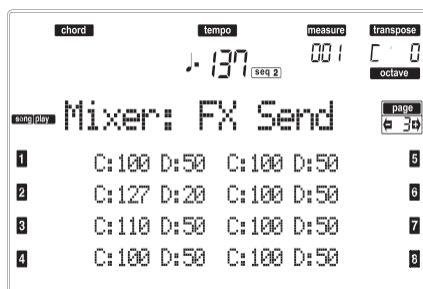 chord tempo measure transpose
♩- 137 seq 2 001 C 0
octave
song play Mixer: FX Send page
3
1 C:100 D:50 C:100 D:50 5
2 C:127 D:20 C:100 D:50 6
3 C:110 D:50 C:100 D:50 7
4 C:100 D:50 C:100 D:50 8